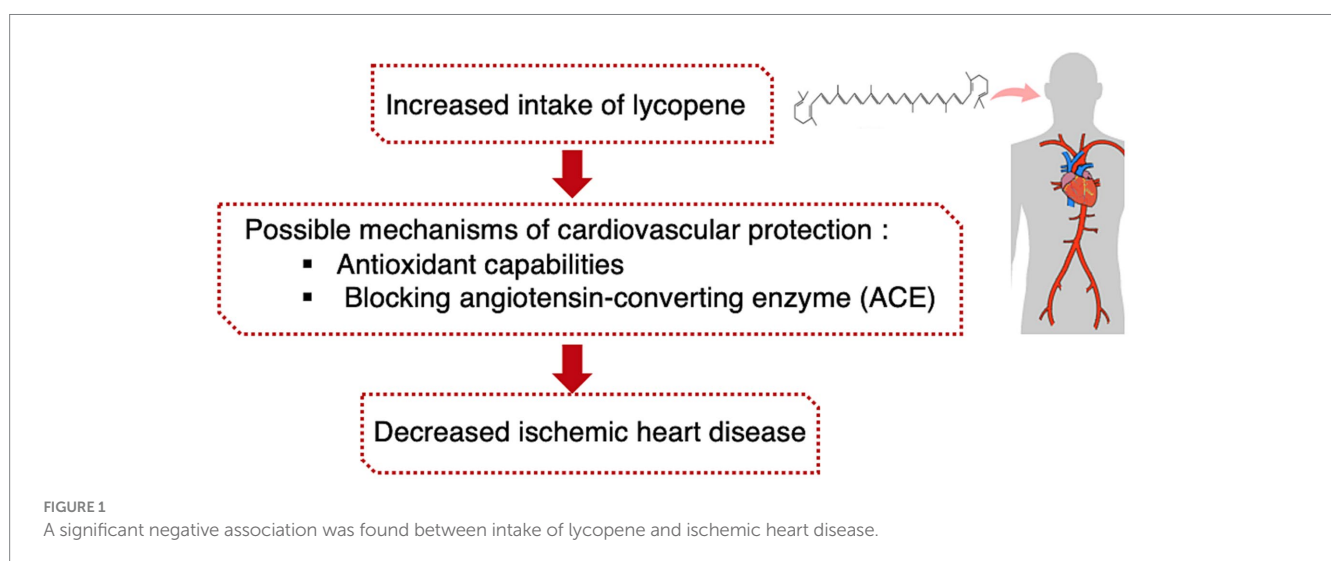 Increased intake of lycopene
Possible mechanisms of cardiovascular protection :
▪ Antioxidant capabilities
▪ Blocking angiotensin-converting enzyme (ACE)
Decreased ischemic heart disease
FIGURE 1
A significant negative association was found between intake of lycopene and ischemic heart disease.